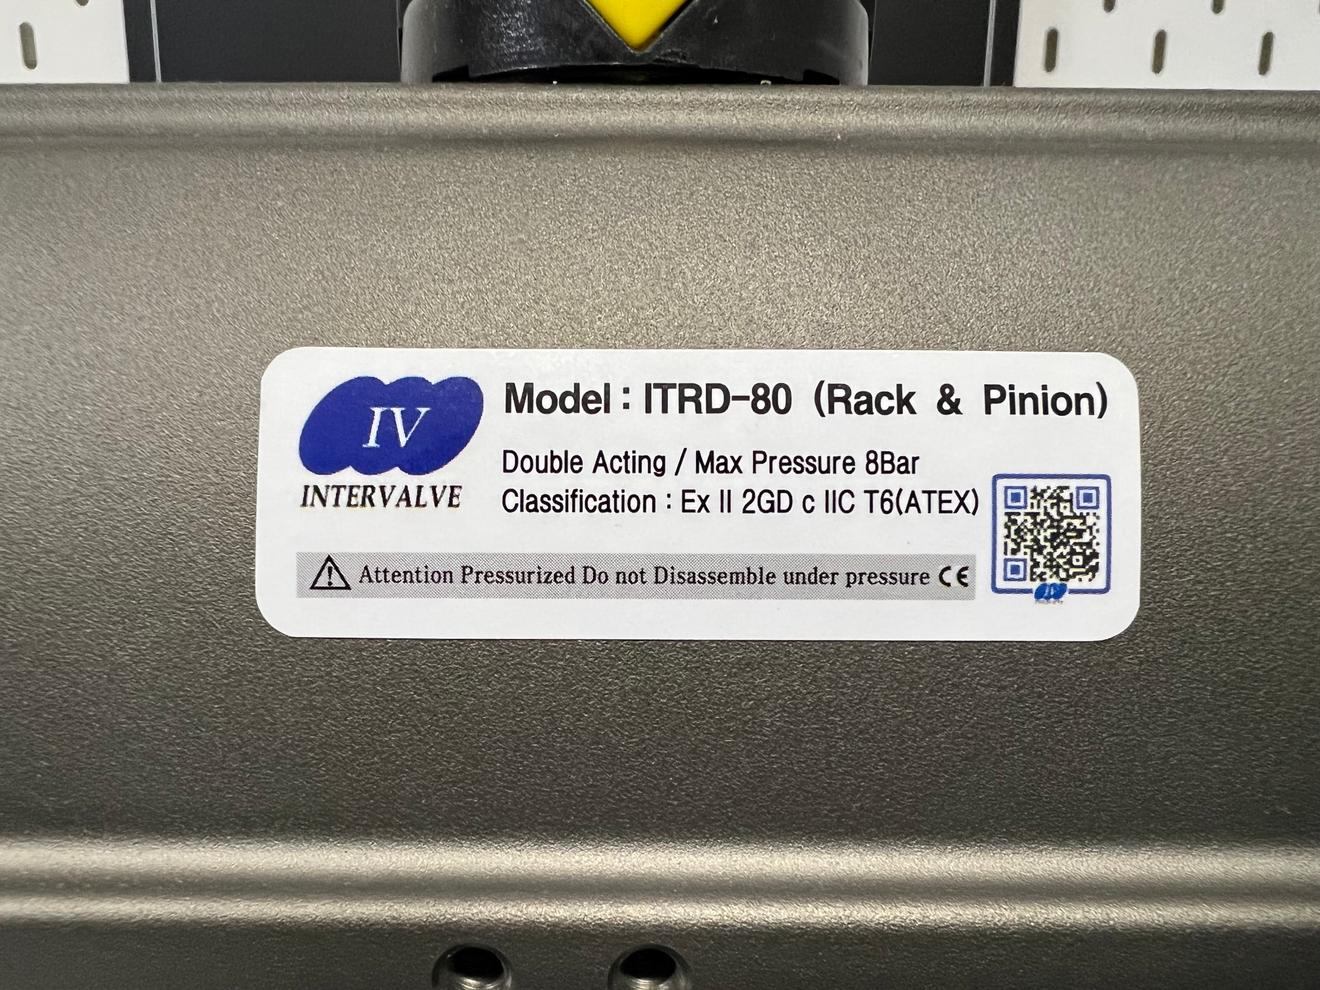 IV
INTERVALVE
Model : ITRD-80 (Rack & Pinion)
Double Acting / Max Pressure 8Bar
Classification : Ex II 2GD c IIC T6(ATEX)
Attention Pressurized Do not Disassemble under pressure CE
IV